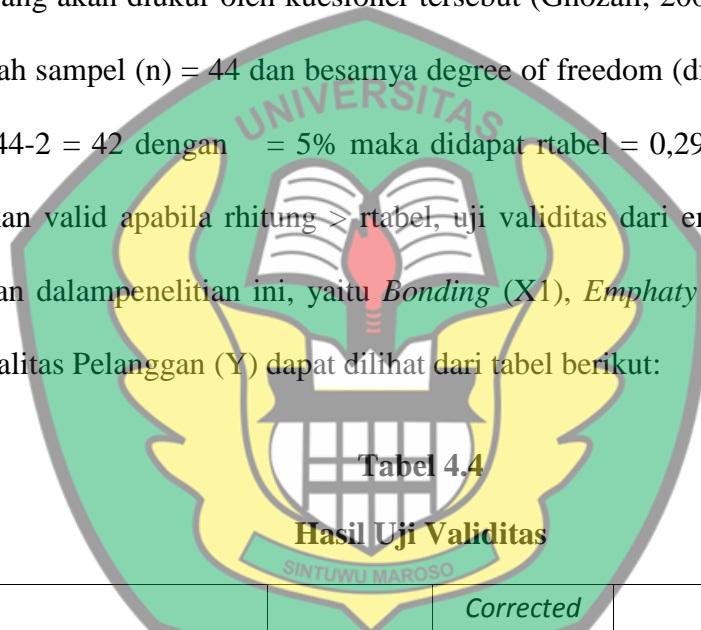 yang akan diukur oleh kuesioner tersebut (Ghozali, 200
ah sampel (n) = 44 dan besarnya degree of freedom (df
44-2 = 42 dengan = 5% maka didapat rtabel = 0,29
kan valid apabila rhitung > rtabel, uji validitas dari em
an dalampenelitian ini, yaitu Bonding (X1), Emphaty
alitas Pelanggan (Y) dapat dilihat dari tabel berikut:
Tabel 4.4
Hasil Uji Validitas
Corrected
UNIVERSITAS
SINTUWU MAROSO